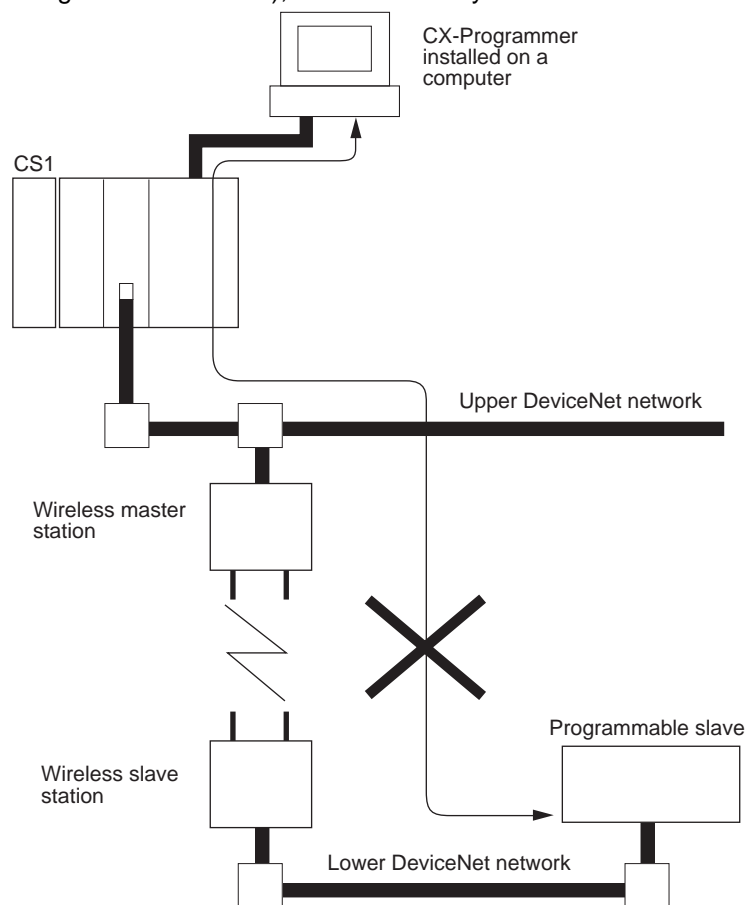 CX-Programmer
installed on a
computer
CS1
Upper DeviceNet network
Wireless master
station
Programmable slave
Wireless slave
station
Lower DeviceNet network